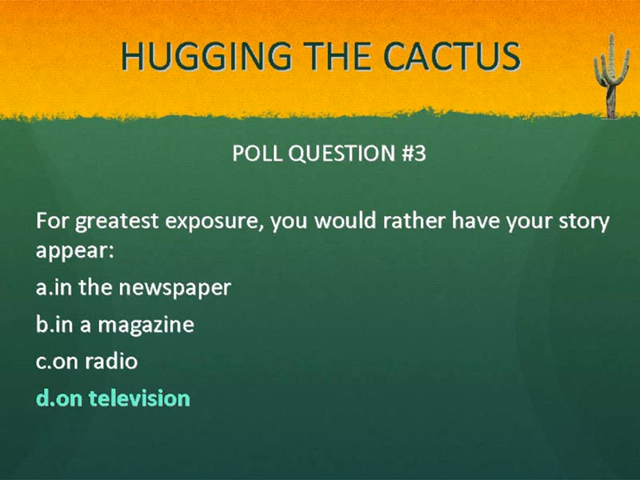 HUGGING THE CACTUS
POLL QUESTION #3
For greatest exposure, you would rather have your story
appear:
a.in the newspaper
b.in a magazine
c.on radio
d.on television